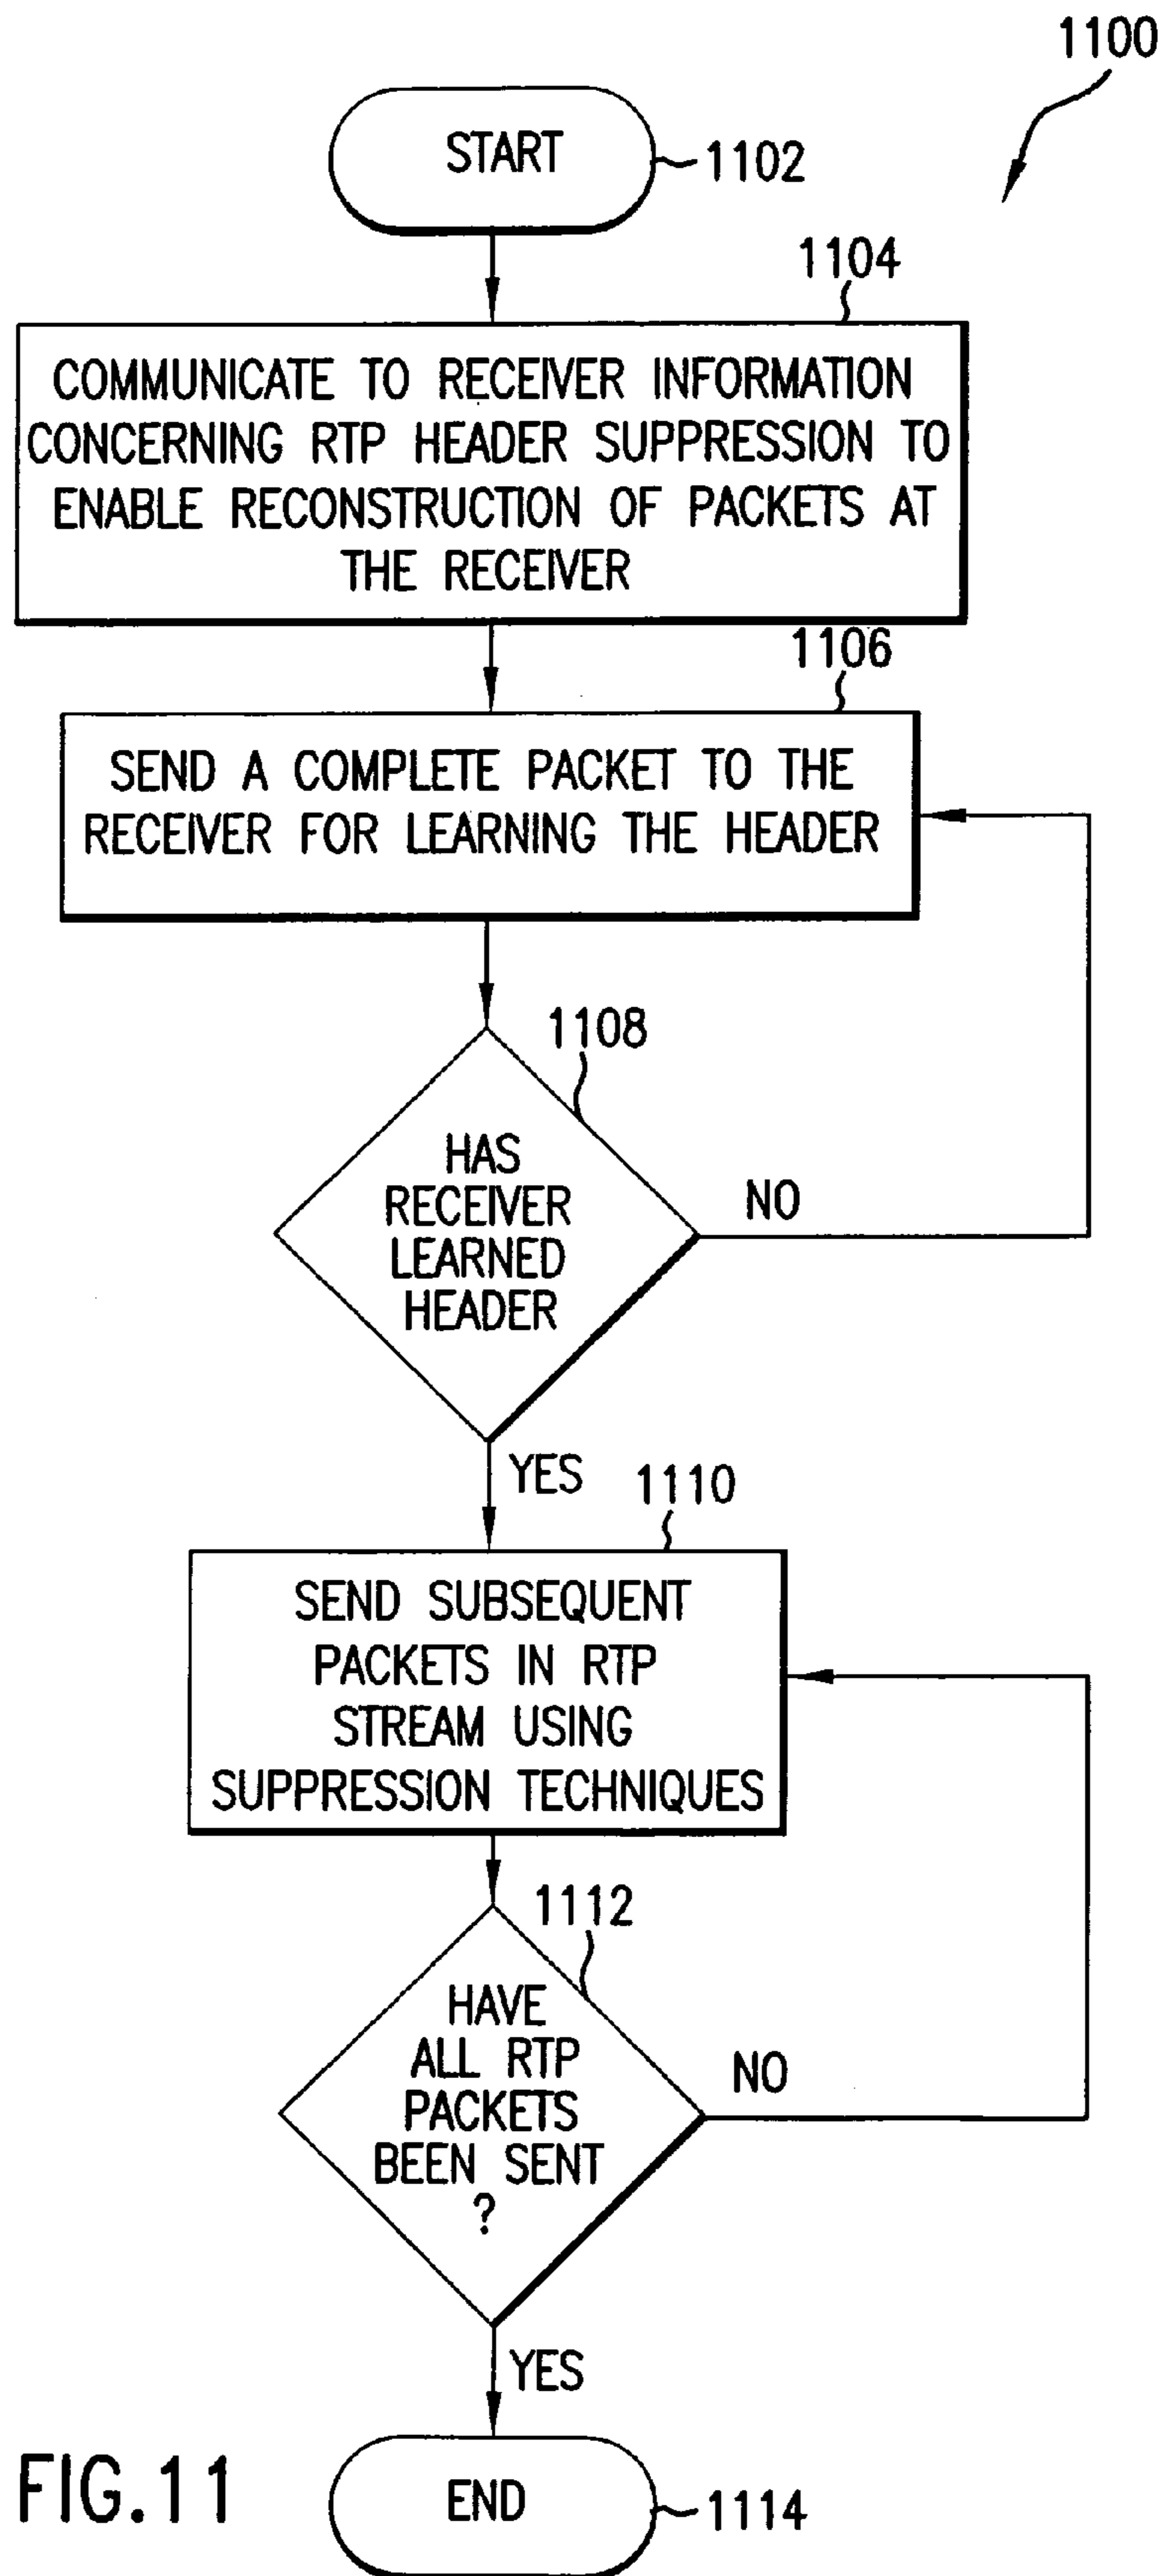 1100
START
1102
1104
COMMUNICATE TO RECEIVER INFORMATION
CONCERNING RTP HEADER SUPPRESSION TO
ENABLE RECONSTRUCTION OF PACKETS AT
THE RECEIVER
1106
SEND A COMPLETE PACKET TO THE
RECEIVER FOR LEARNING THE HEADER
1108
HAS
RECEIVER
LEARNED
HEADER
NO
YES
1110
SEND SUBSEQUENT
PACKETS IN RTP
STREAM USING
SUPPRESSION TECHNIQUES
1112
HAVE
ALL RTP
PACKETS
BEEN SENT
?
NO
YES
END
1114
FIG.11